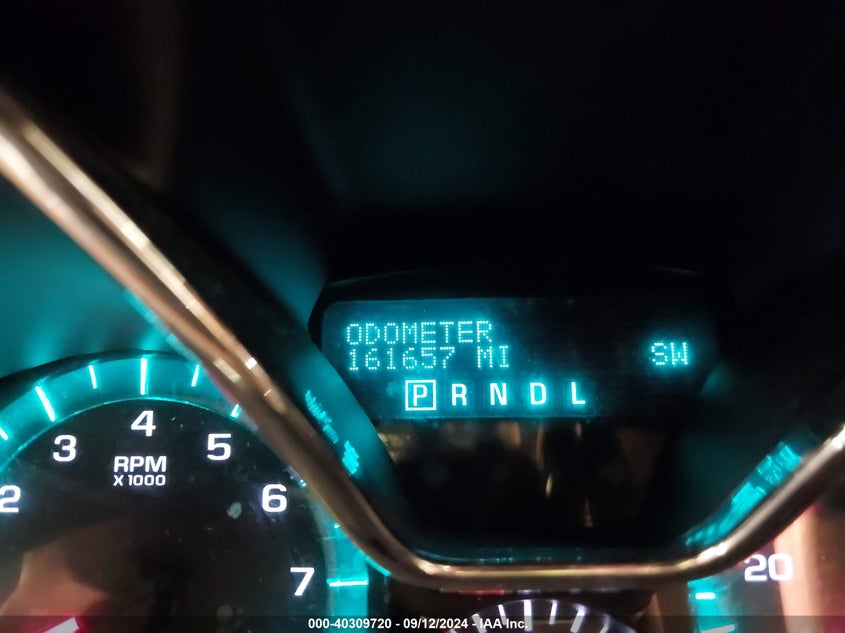 ODOMETER
161657 MI
SW
P R N D L
2
3
4
5
6
7
RPM
X 1000
20
000-40309720 - 09/12/2024 - IAA Inc.